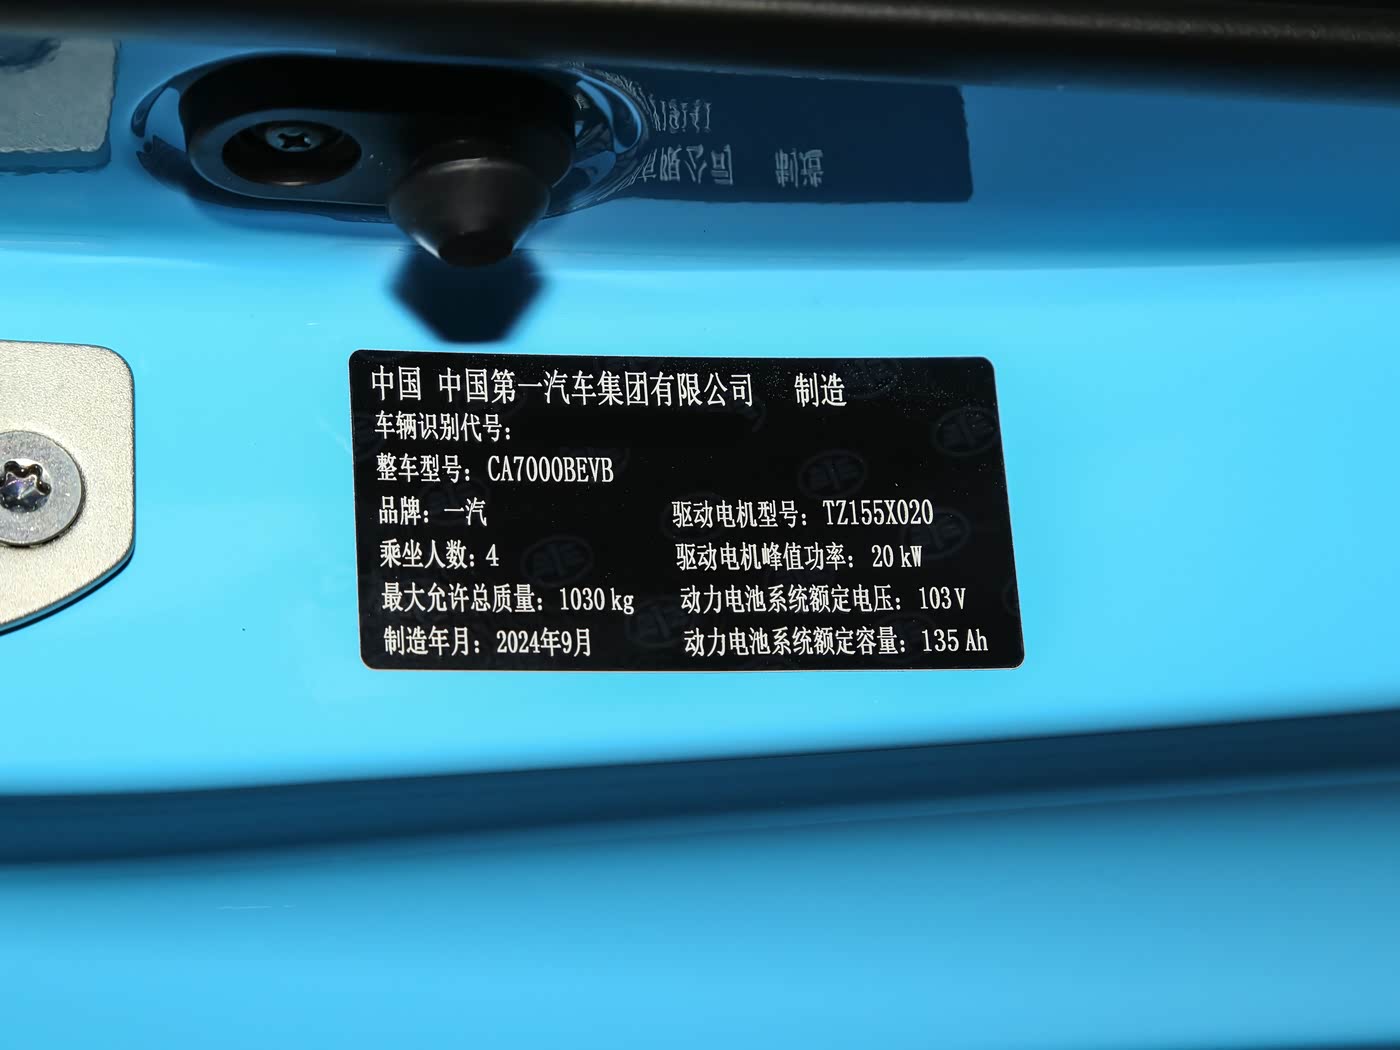 中国 中国第一汽车集团有限公司 制造
车辆识别代号：
整车型号：CA7000BEVB
品牌：一汽 驱动电机型号：TZ155X020
乘坐人数：4 驱动电机峰值功率：20 kW
最大允许总质量：1030 kg 动力电池系统额定电压：103 V
制造年月：2024年9月 动力电池系统额定容量：135 Ah